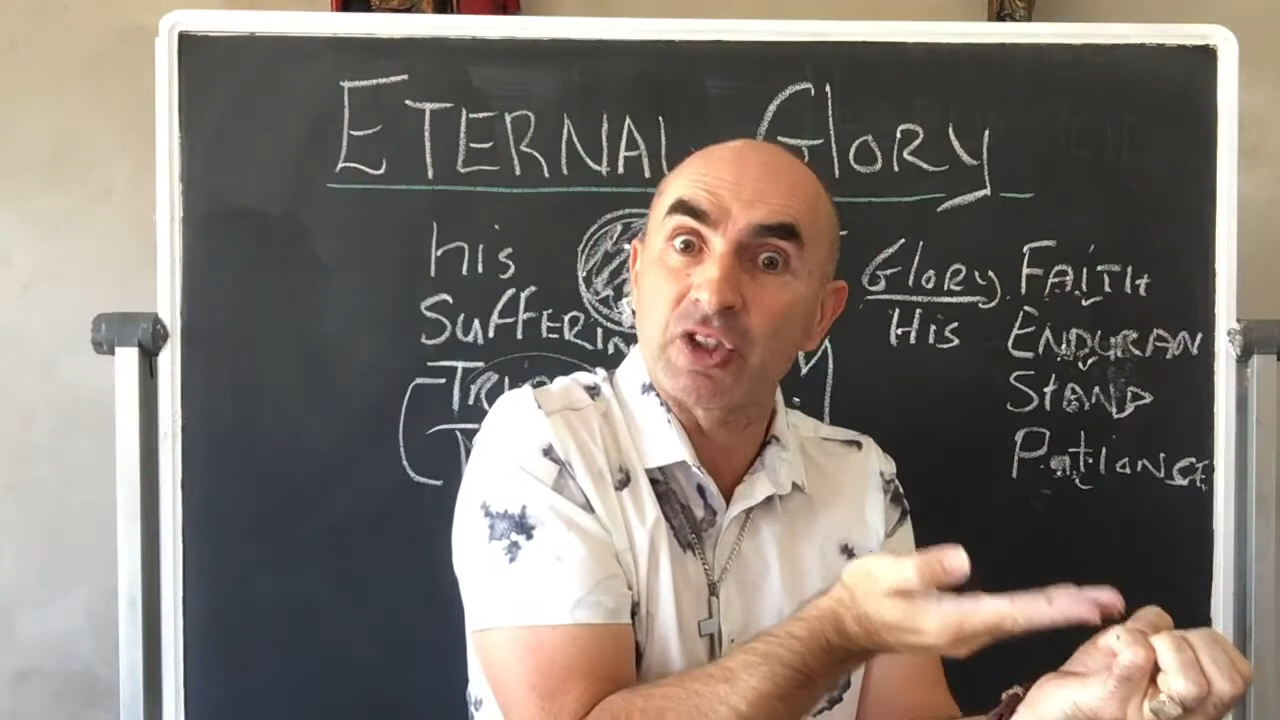 ETERNAL GLORY
his
SUFFERIN
GLORY
His
FAITH
ENDURAN
STAND
Patiance